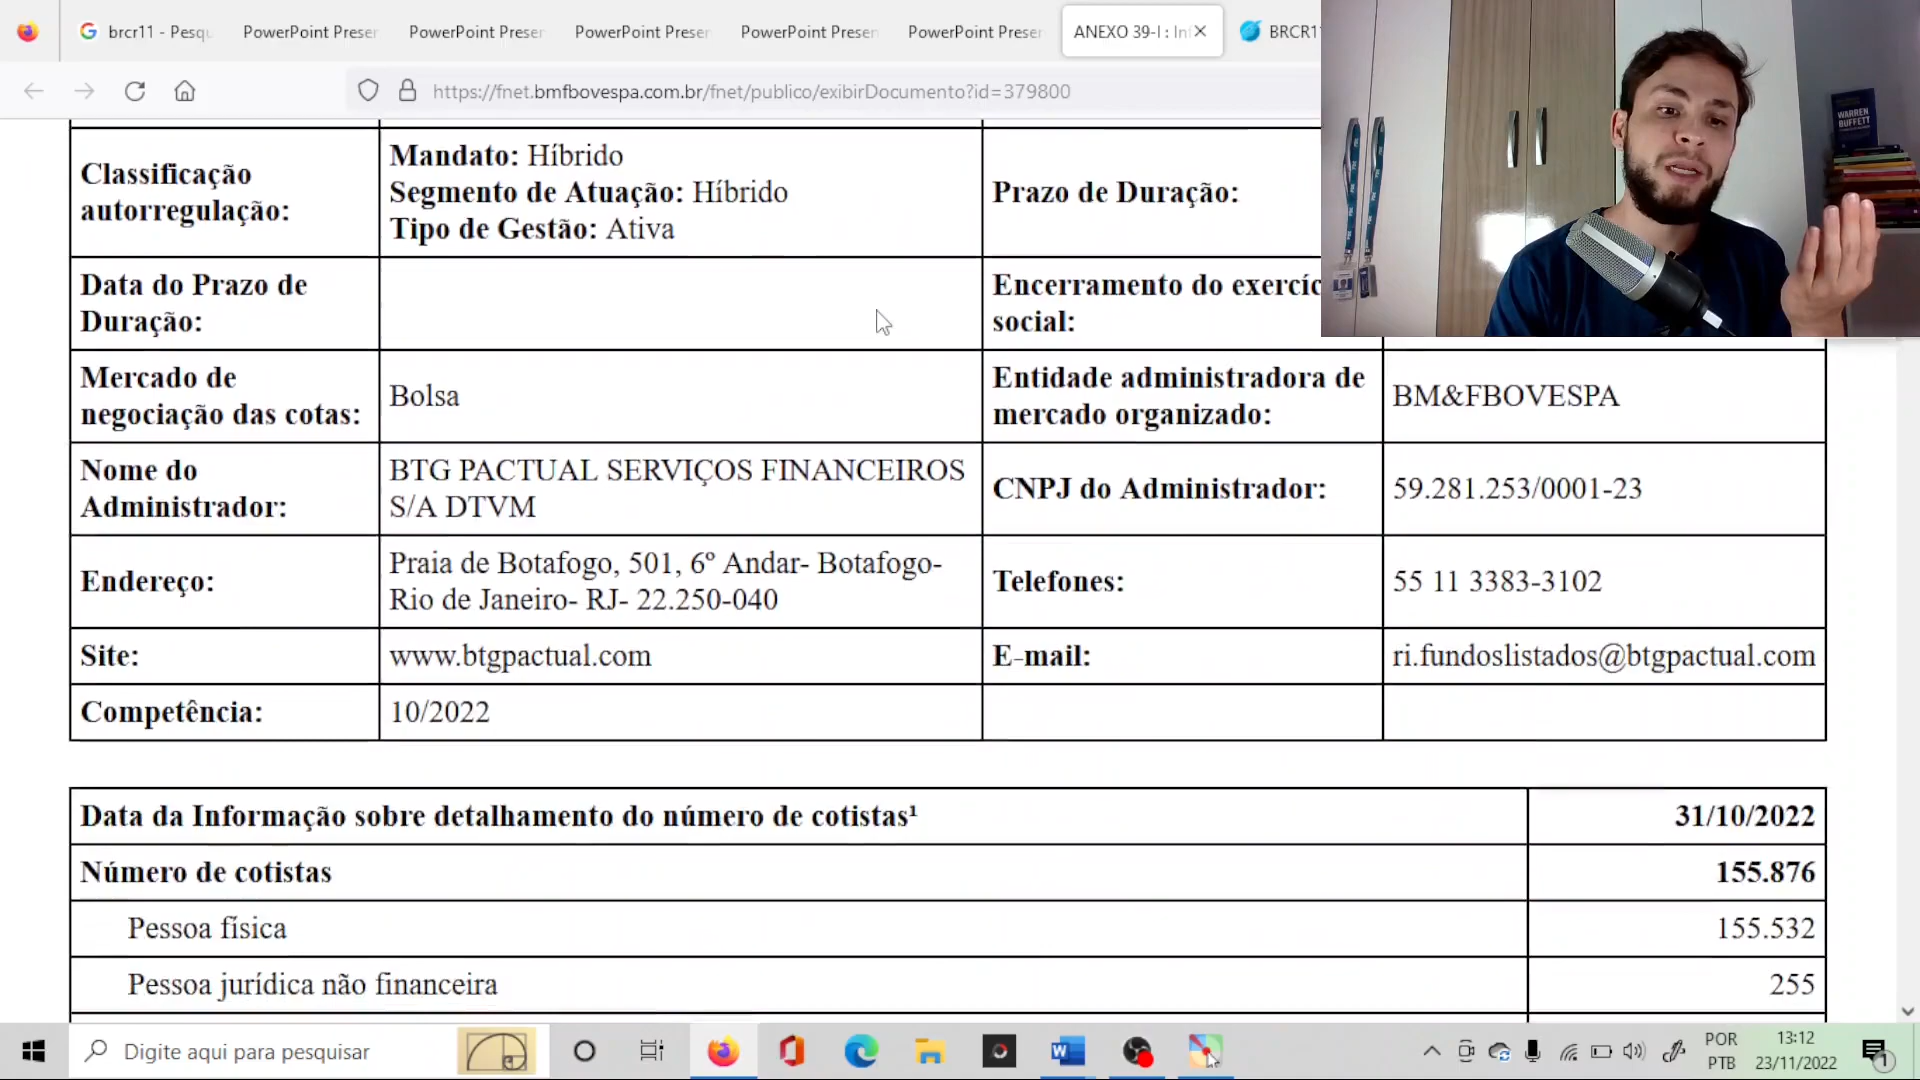 brcr11 - Pesqu
PowerPoint Presen
PowerPoint Presen
PowerPoint Presen
PowerPoint Presen
PowerPoint Presen
ANEXO 39-I : Inf
BRCR1
https://fnet.bmfbovespa.com.br/fnet/publico/exibirDocumento?id=379800
WARREN
BUFFETT
Classificação
autorregulação:
Mandato: Híbrido
Segmento de Atuação: Híbrido
Tipo de Gestão: Ativa
Prazo de Duração:
Data do Prazo de
Duração:
Encerramento do exercíc
social:
Mercado de
negociação das cotas:
Bolsa
Entidade administradora de
mercado organizado:
BM&FBOVESPA
Nome do
Administrador:
BTG PACTUAL SERVIÇOS FINANCEIROS
S/A DTVM
CNPJ do Administrador:
59.281.253/0001-23
Endereço:
Praia de Botafogo, 501, 6º Andar- Botafogo-
Rio de Janeiro- RJ- 22.250-040
Telefones:
55 11 3383-3102
Site:
www.btgpactual.com
E-mail:
ri.fundoslistados@btgpactual.com
Competência:
10/2022
Data da Informação sobre detalhamento do número de cotistas¹
31/10/2022
Número de cotistas
155.876
Pessoa física
155.532
Pessoa jurídica não financeira
255
Digite aqui para pesquisar
POR
PTB
13:12
23/11/2022
1